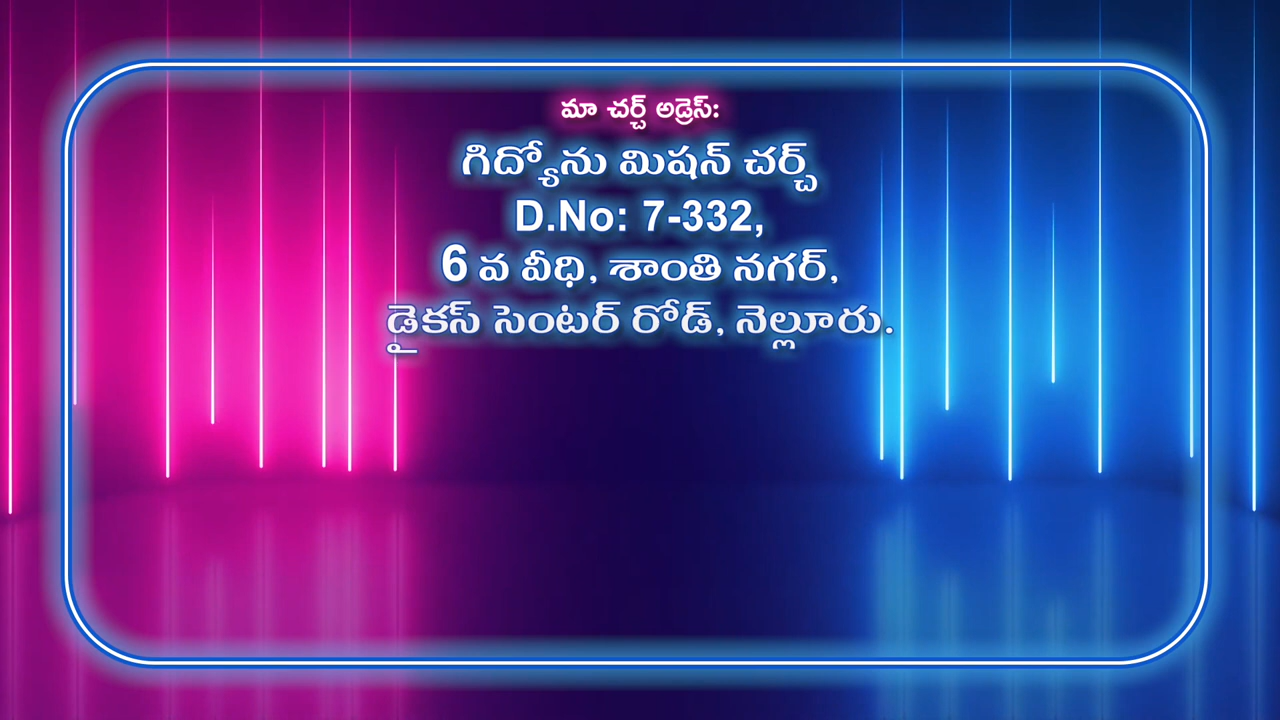 మా చర్చ్ అడ్రెస్:
గిద్యోను మిషన్ చర్చ్
D.No: 7-332,
6 వ వీధి, శాంతి నగర్,
డైకస్ సెంటర్ రోడ్, నెల్లూరు.